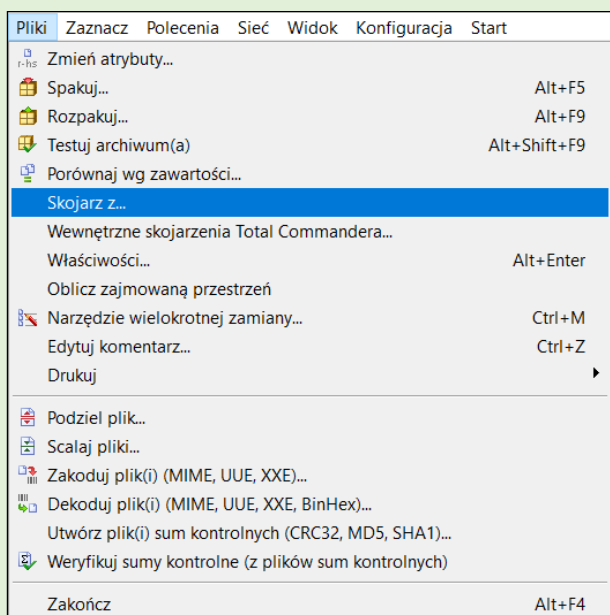 Pliki Zaznacz Polecenia Sieć Widok Konfiguracja Start
r-hs Zmień atrybuty...
Spakuj... Alt+F5
Rozpakuj... Alt+F9
Testuj archiwum(a) Alt+Shift+F9
Porównaj wg zawartości...
Skojarz z...
Wewnętrzne skojarzenia Total Commandera...
Właściwości... Alt+Enter
Oblicz zajmowaną przestrzeń
Narzędzie wielokrotnej zamiany... Ctrl+M
Edytuj komentarz... Ctrl+Z
Drukuj
Podziel plik...
Scalaj pliki...
Zakoduj plik(i) (MIME, UUE, XXE)...
Dekoduj plik(i) (MIME, UUE, XXE, BinHex)...
Utwórz plik(i) sum kontrolnych (CRC32, MD5, SHA1)...
Weryfikuj sumy kontrolne (z plików sum kontrolnych)
Zakończ Alt+F4